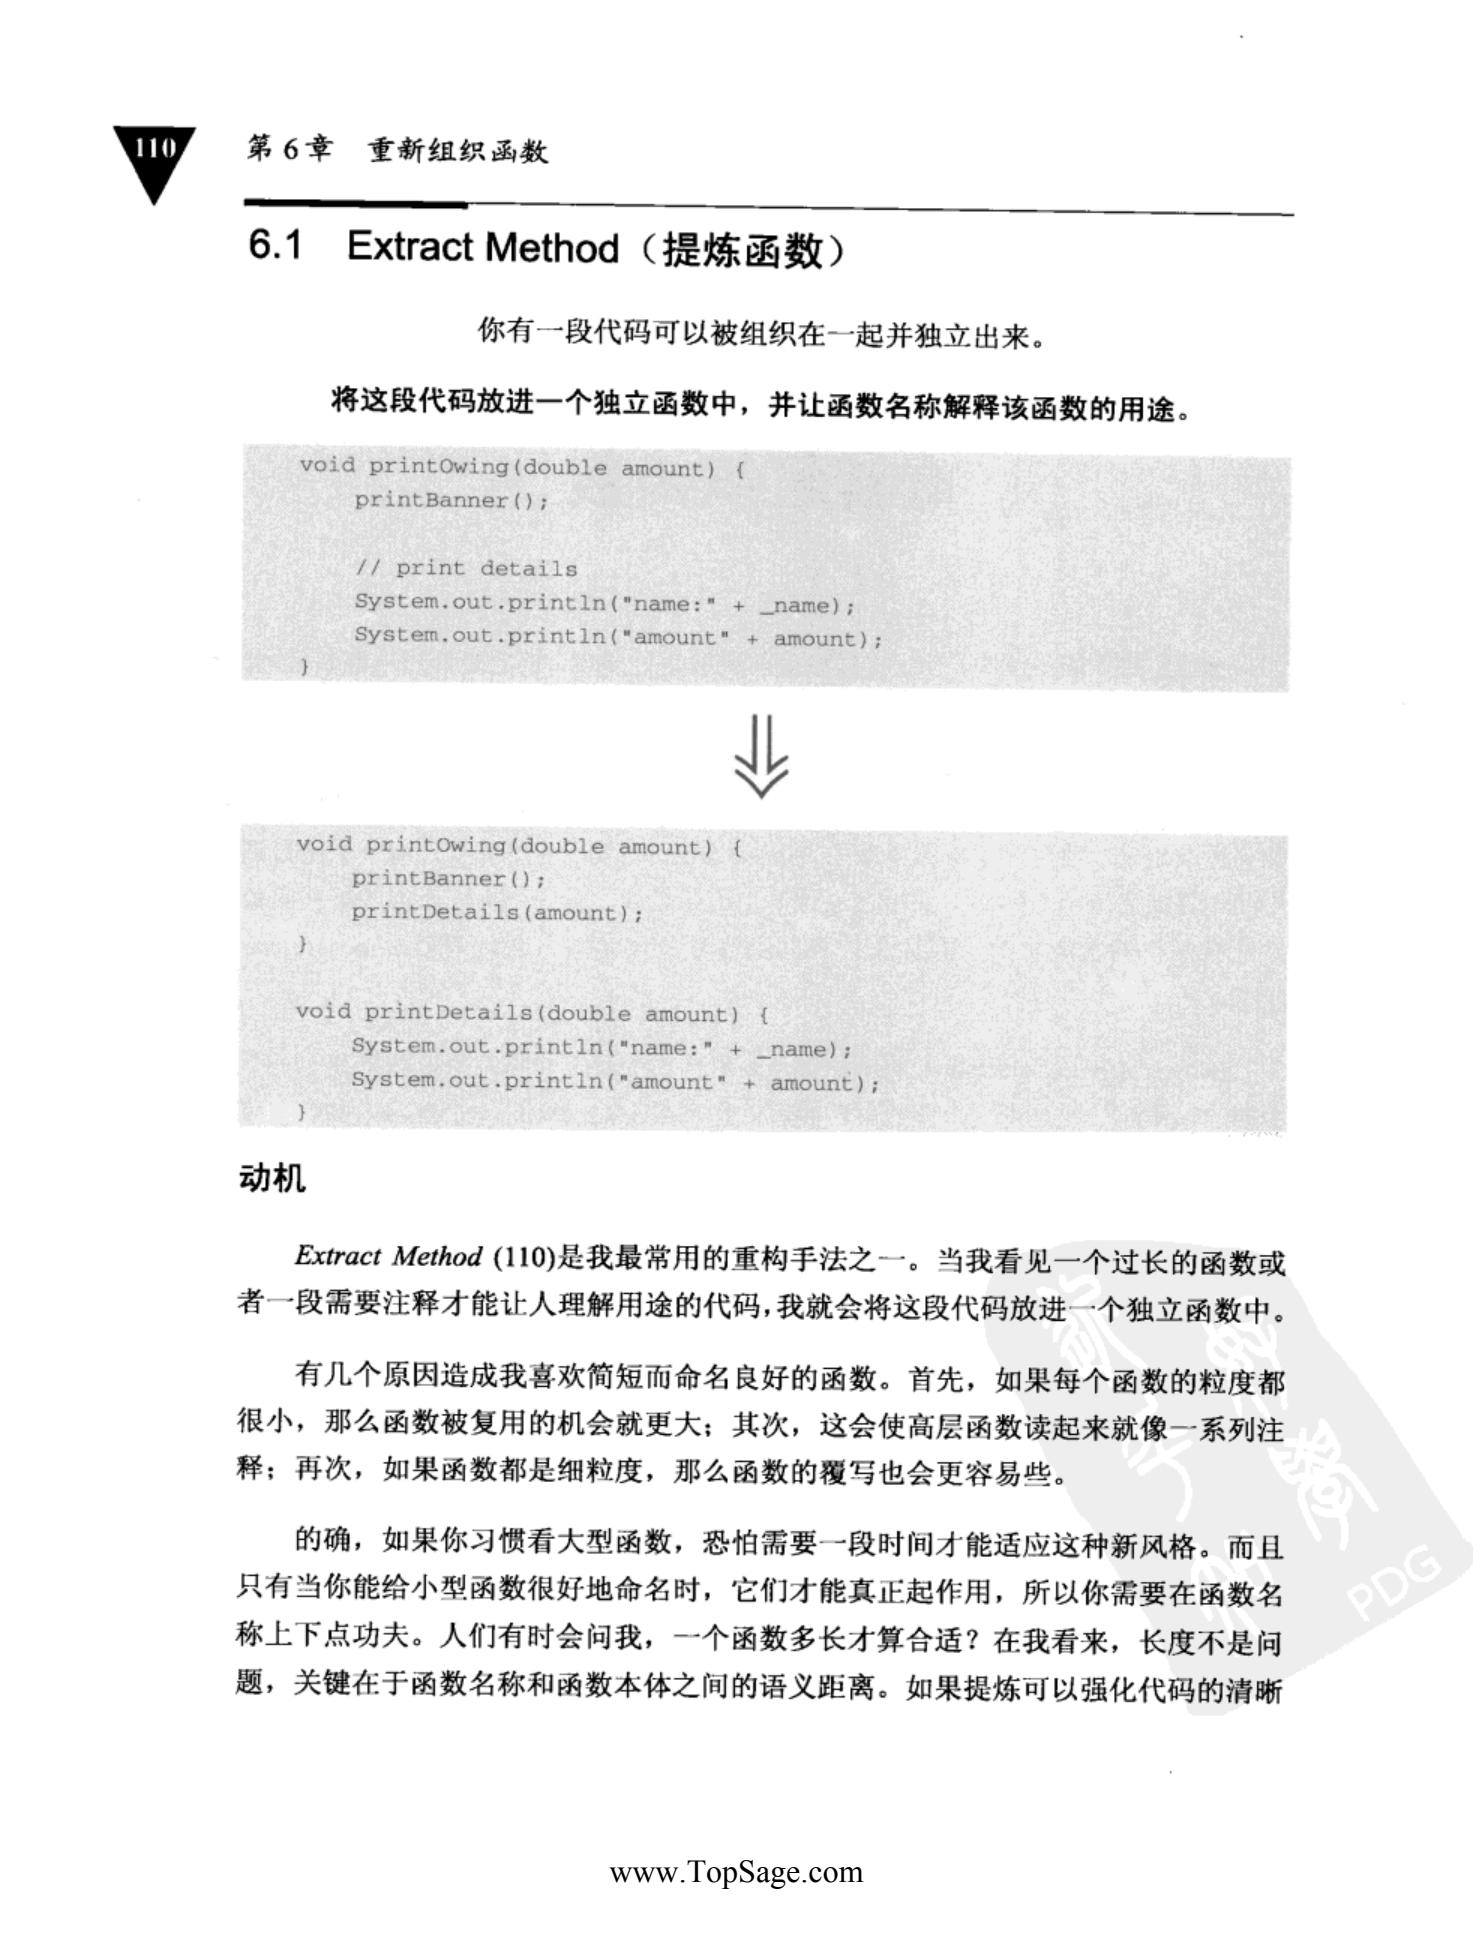 110
第 6 章 重新组织函数
6.1 Extract Method（提炼函数）
你有一段代码可以被组织在一起并独立出来。
将这段代码放进一个独立函数中，并让函数名称解释该函数的用途。
void printOwing(double amount) {
    printBanner();
    // print details
    System.out.println("name:" + _name);
    System.out.println("amount" + amount);
}
void printOwing(double amount) {
    printBanner();
    printDetails(amount);
}
void printDetails(double amount) {
    System.out.println("name:" + _name);
    System.out.println("amount" + amount);
}
动机
Extract Method (110)是我最常用的重构手法之一。当我看见一个过长的函数或
者一段需要注释才能让人理解用途的代码，我就会将这段代码放进一个独立函数中。
有几个原因造成我喜欢简短而命名良好的函数。首先，如果每个函数的粒度都
很小，那么函数被复用的机会就更大；其次，这会使高层函数读起来就像一系列注
释；再次，如果函数都是细粒度，那么函数的覆写也会更容易些。
的确，如果你习惯看大型函数，恐怕需要一段时间才能适应这种新风格。而且
只有当你能给小型函数很好地命名时，它们才能真正起作用，所以你需要在函数名
称上下点功夫。人们有时会问我，一个函数多长才算合适？在我看来，长度不是问
题，关键在于函数名称和函数本体之间的语义距离。如果提炼可以强化代码的清晰
PDG
www.TopSage.com